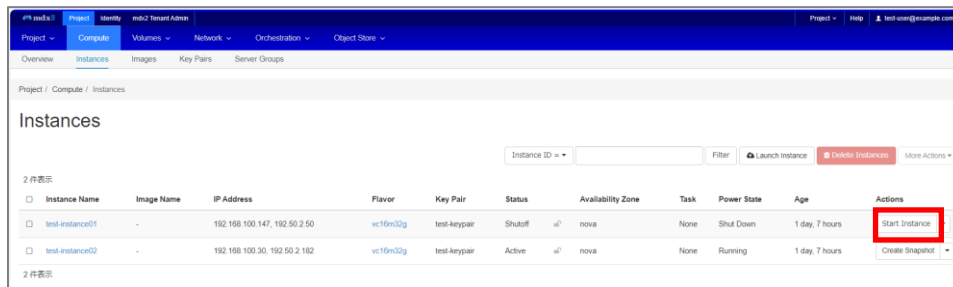 mdx II Project Identity mdx2 Tenant Admin Project Help test-user@example.com
Project Compute Volumes Network Orchestration Object Store
Overview Instances Images Key Pairs Server Groups
Project / Compute / Instances
Instances
Instance ID = Filter Launch Instance Delete Instances More Actions
2 件表示
Instance Name Image Name IP Address Flavor Key Pair Status Availability Zone Task Power State Age Actions
test-instance01 - 192.168.100.147, 192.50.2.50 vc16m32g test-keypair Shutoff nova None Shut Down 1 day, 7 hours Start Instance
test-instance02 - 192.168.100.30, 192.50.2.182 vc16m32g test-keypair Active nova None Running 1 day, 7 hours Create Snapshot
2 件表示